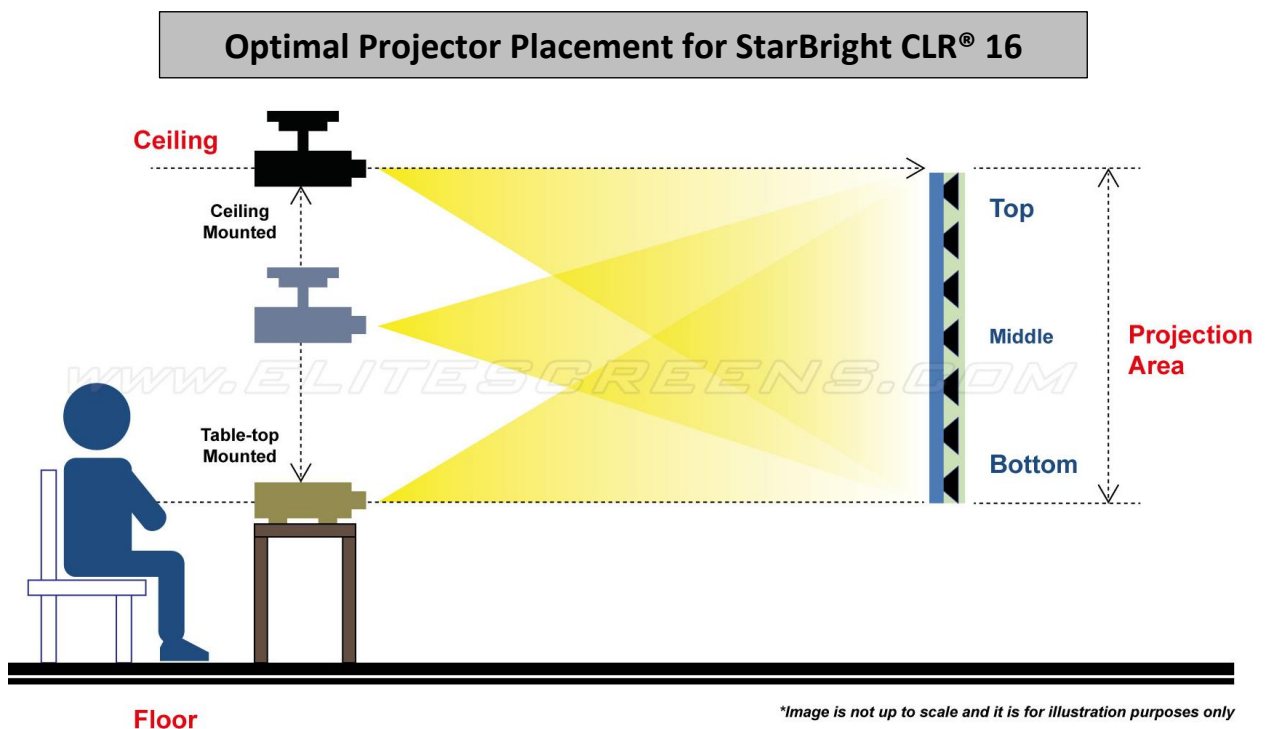 Optimal Projector Placement for StarBright CLR® 16
Ceiling
Ceiling
Mounted
Top
Middle
Projection
Area
WWW.ELITESCREENS.COM
Table-top
Mounted
Bottom
Floor
*Image is not up to scale and it is for illustration purposes only